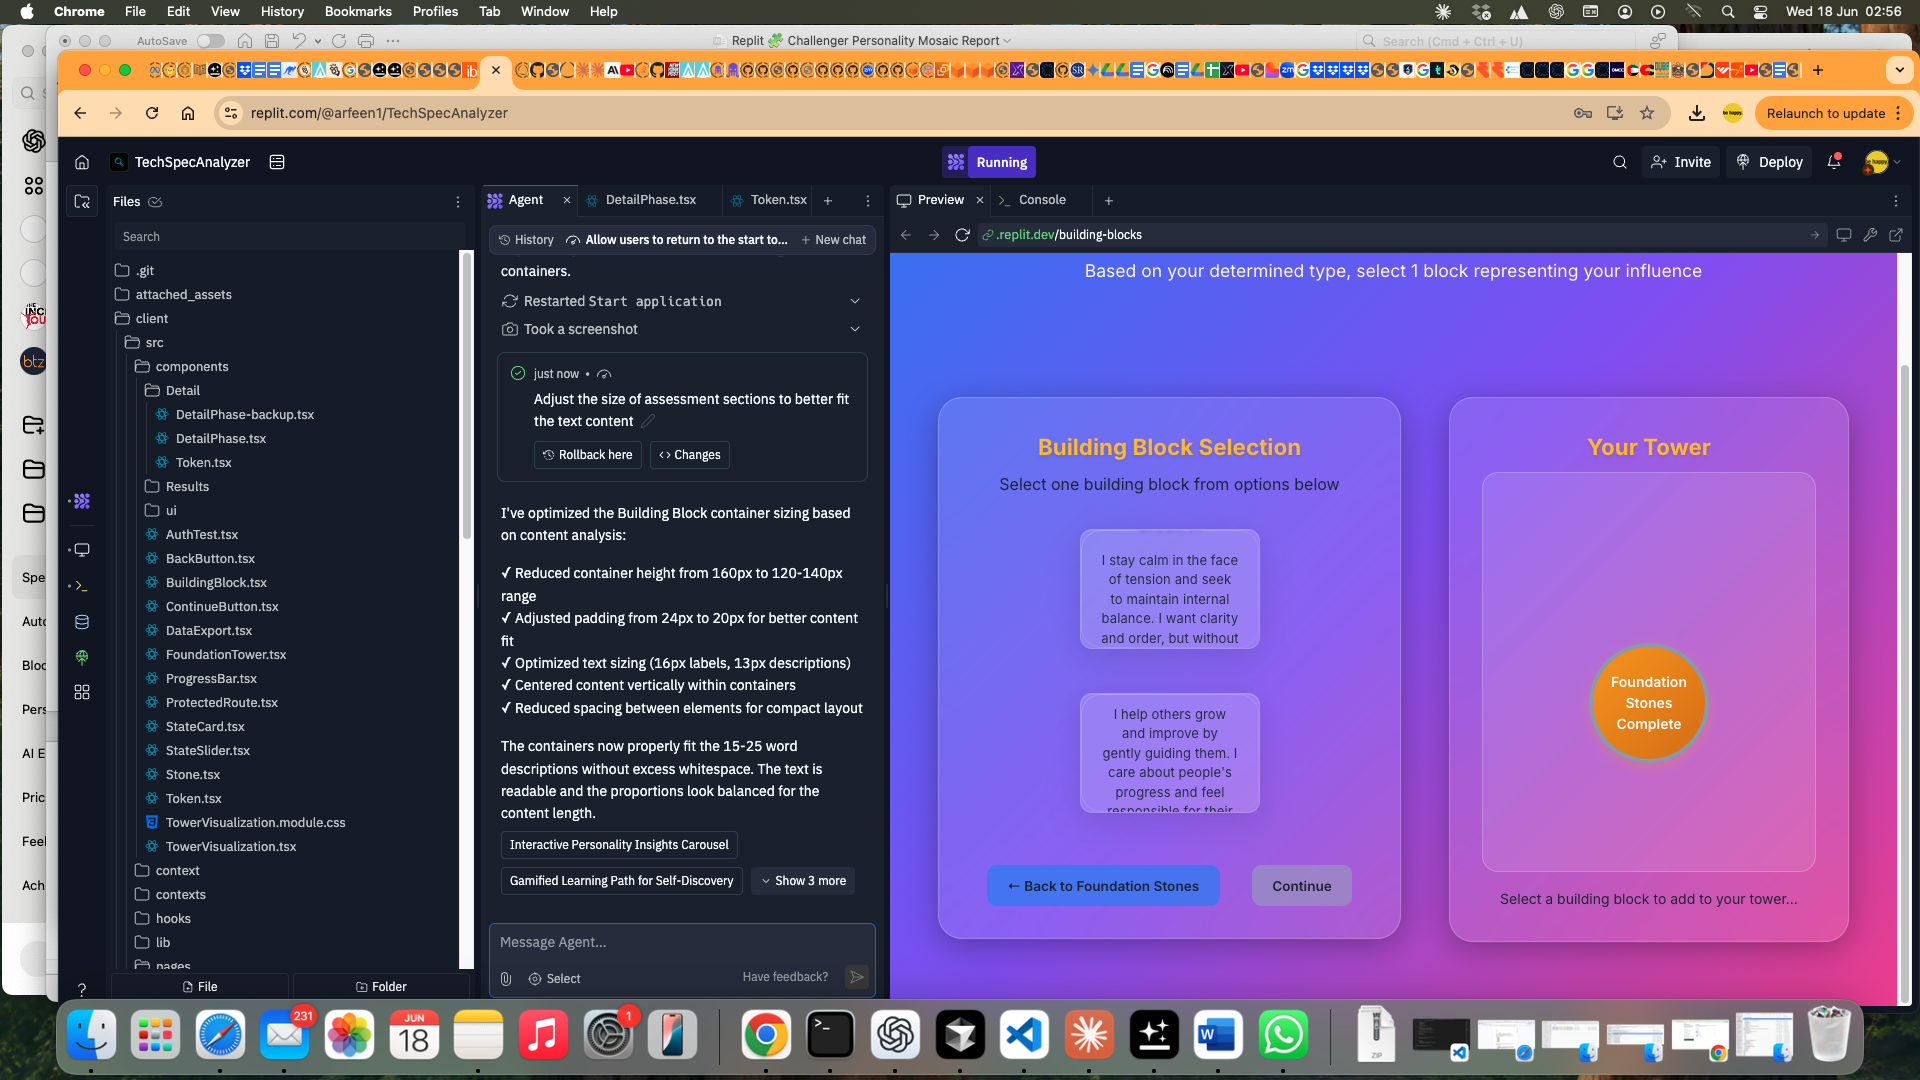 Chrome File Edit View History Bookmarks Profiles Tab Window Help
Wed 18 Jun 02:56
AutoSave
Replit 🧩 Challenger Personality Mosaic Report
Search (Cmd + Ctrl + U)
replit.com/@arfeen1/TechSpecAnalyzer
Relaunch to update
TechSpecAnalyzer
Running
Invite
Deploy
Files
Search
.git
attached_assets
client
src
components
Detail
DetailPhase-backup.tsx
DetailPhase.tsx
Token.tsx
Results
ui
AuthTest.tsx
BackButton.tsx
BuildingBlock.tsx
ContinueButton.tsx
DataExport.tsx
FoundationTower.tsx
ProgressBar.tsx
ProtectedRoute.tsx
StateCard.tsx
StateSlider.tsx
Stone.tsx
Token.tsx
TowerVisualization.module.css
TowerVisualization.tsx
context
contexts
hooks
lib
pages
File
Folder
Agent
DetailPhase.tsx
Token.tsx
History
Allow users to return to the start to...
New chat
containers.
Restarted Start application
Took a screenshot
just now •
Adjust the size of assessment sections to better fit
the text content
Rollback here
Changes
I've optimized the Building Block container sizing based
on content analysis:
✓ Reduced container height from 160px to 120-140px
range
✓ Adjusted padding from 24px to 20px for better content
fit
✓ Optimized text sizing (16px labels, 13px descriptions)
✓ Centered content vertically within containers
✓ Reduced spacing between elements for compact layout
The containers now properly fit the 15-25 word
descriptions without excess whitespace. The text is
readable and the proportions look balanced for the
content length.
Interactive Personality Insights Carousel
Gamified Learning Path for Self-Discovery
Show 3 more
Message Agent...
Select
Have feedback?
Preview
Console
.replit.dev/building-blocks
Based on your determined type, select 1 block representing your influence
Building Block Selection
Select one building block from options below
I stay calm in the face
of tension and seek
to maintain internal
balance. I want clarity
and order, but without
I help others grow
and improve by
gently guiding them. I
care about people's
progress and feel
responsible for their
← Back to Foundation Stones
Continue
Your Tower
Foundation
Stones
Complete
Select a building block to add to your tower...
btz
Spe
Auto
Bloc
Pers
AI E
Pric
Feel
Ach
231
JUN
18
1
ZIP